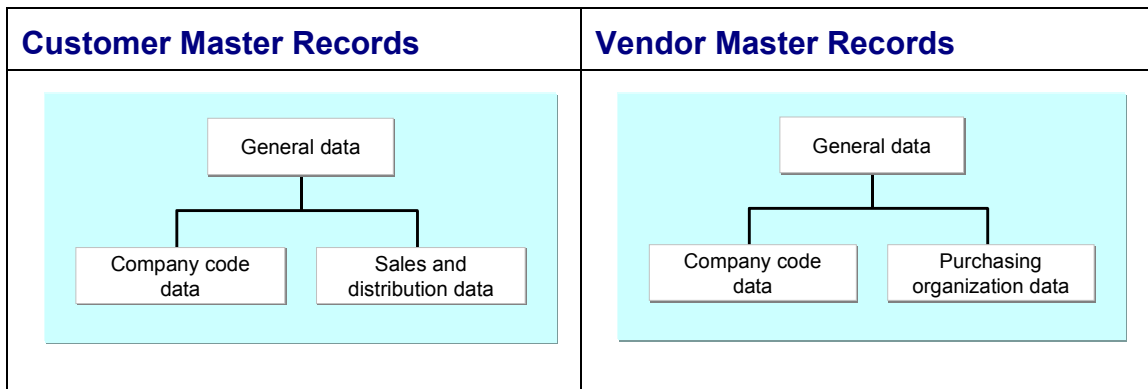 Customer Master Records
Vendor Master Records
General data
Company code
data
Sales and
distribution data
General data
Company code
data
Purchasing
organization data